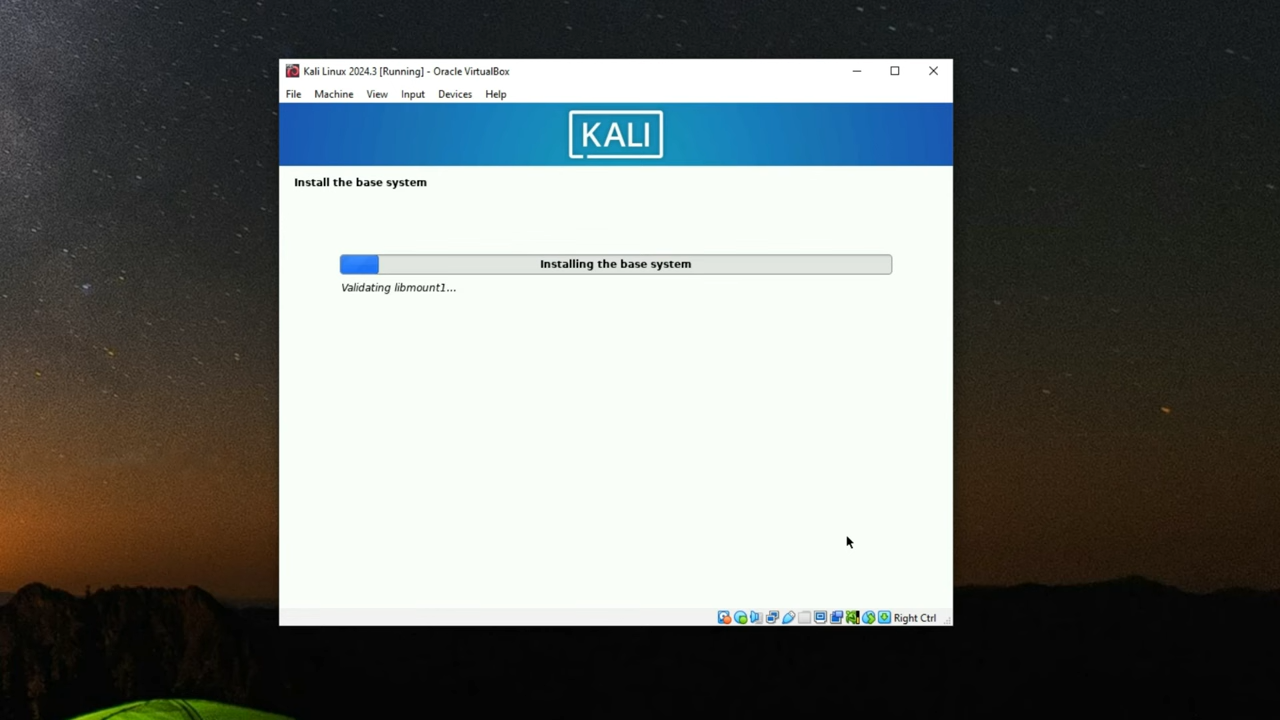 Kali Linux 2024.3 [Running] - Oracle VirtualBox
File Machine View Input Devices Help
KALI
Install the base system
Installing the base system
Validating libmount1...
Right Ctrl